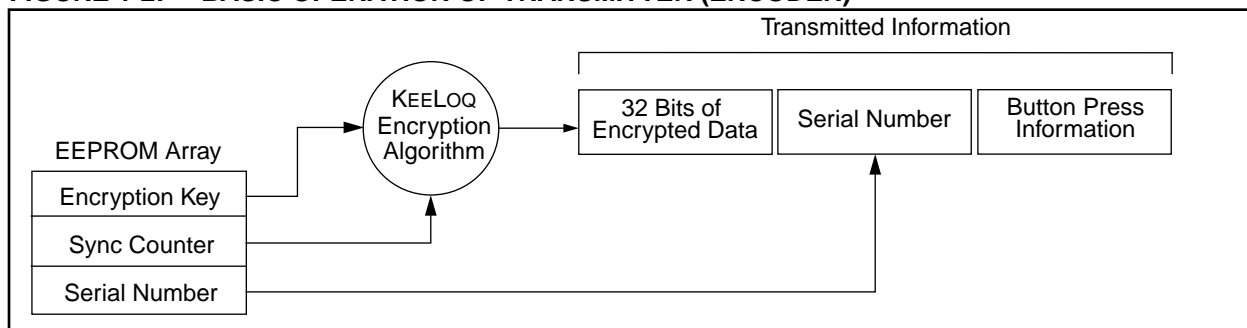 Transmitted Information
KEELOQ
Encryption
Algorithm
32 Bits of
Encrypted Data
Serial Number
Button Press
Information
EEPROM Array
Encryption Key
Sync Counter
Serial Number